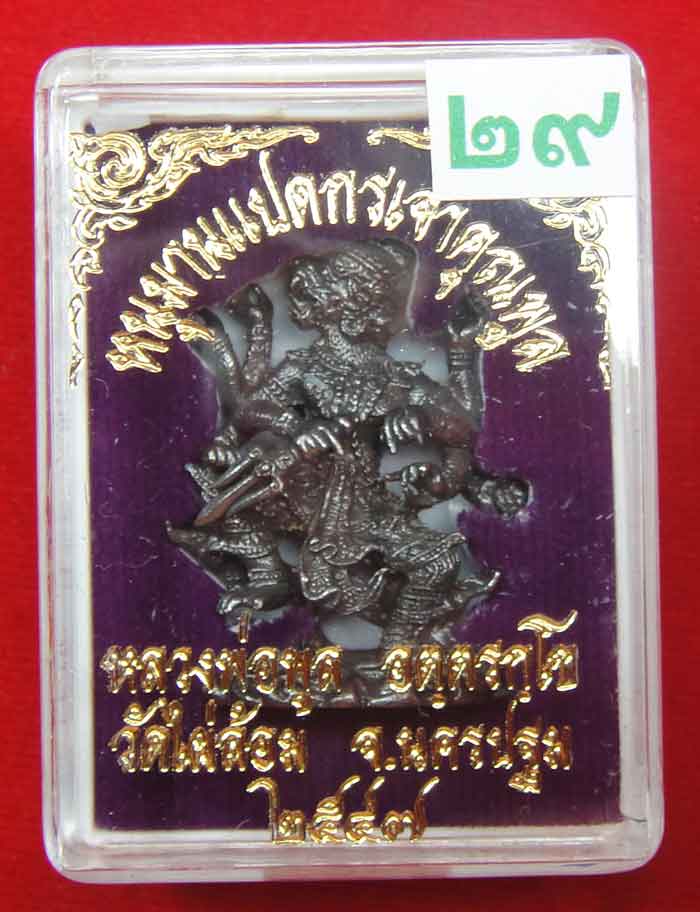 ๒๙
หนุมานแปดกรเจ้าคุณพูล
หลวงพ่อพูล อตฺตรกฺโข
วัดไผ่ล้อม จ.นครปฐม
๒๕๔๗